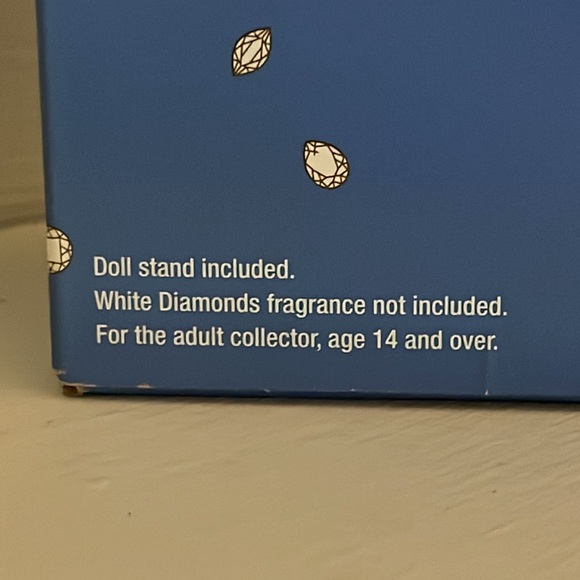 Doll stand included.
White Diamonds fragrance not included.
For the adult collector, age 14 and over.